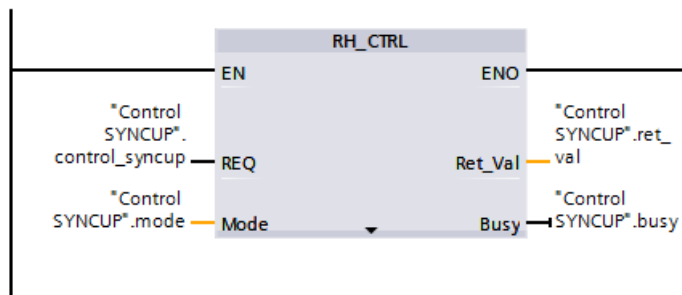 RH_CTRL
EN
ENO
"Control
SYNCUP".
control_syncup
REQ
"Control
SYNCUP".ret_
val
Ret_Val
"Control
SYNCUP".mode
Mode
"Control
SYNCUP".busy
Busy